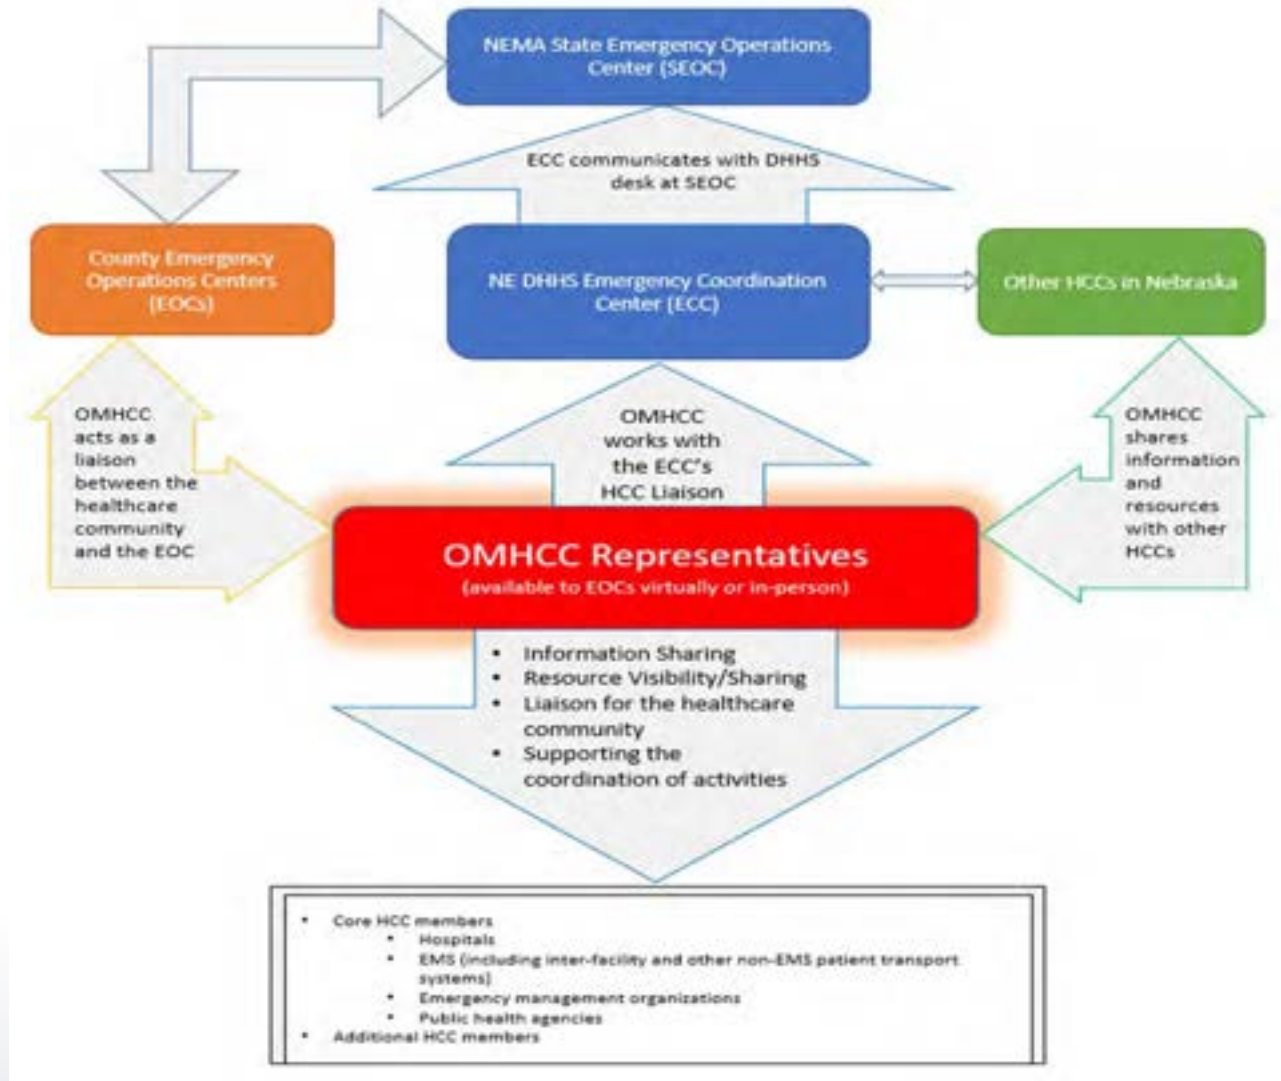 NEMA State Emergency Operations
Center (SEOC)
ECC communicates with DHHS
desk at SEOC
County Emergency
Operations Centers
(EOCs)
NE DHHS Emergency Coordination
Center (ECC)
Other HCCs in Nebraska
OMHCC
acts as a
liaison
between the
healthcare
community
and the EOC
OMHCC
works with
the ECC's
HCC Liaison
OMHCC
shares
information
and
resources
with other
HCCs
OMHCC Representatives
(available to EOCs virtually or in-person)
• Information Sharing
• Resource Visibility/Sharing
• Liaison for the healthcare
community
• Supporting the
coordination of activities
• Core HCC members
• Hospitals
• EMS (including inter-facility and other non-EMS patient transport
systems)
• Emergency management organizations
• Public health agencies
• Additional HCC members